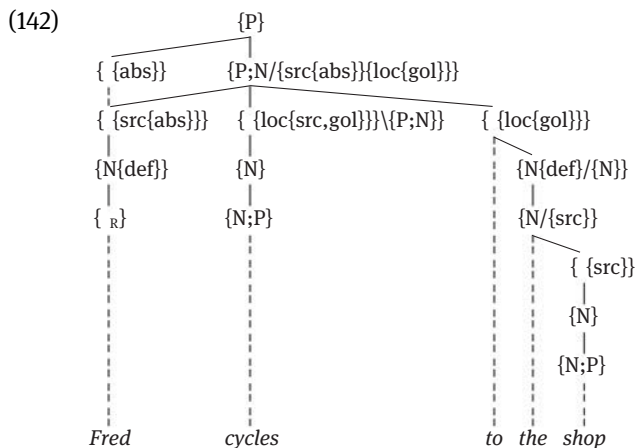 (142)
{P}
{ {abs}} {P;N/{src{abs}}{loc{gol}}}
{ {src{abs}}} { {loc{src,gol}}}\{P;N}} { {loc{gol}}}
{N{def}} {N} {N{def}/{N}}
{ R} {N;P} {N/{src}}
{ {src}}
{N}
{N;P}
Fred cycles to the shop